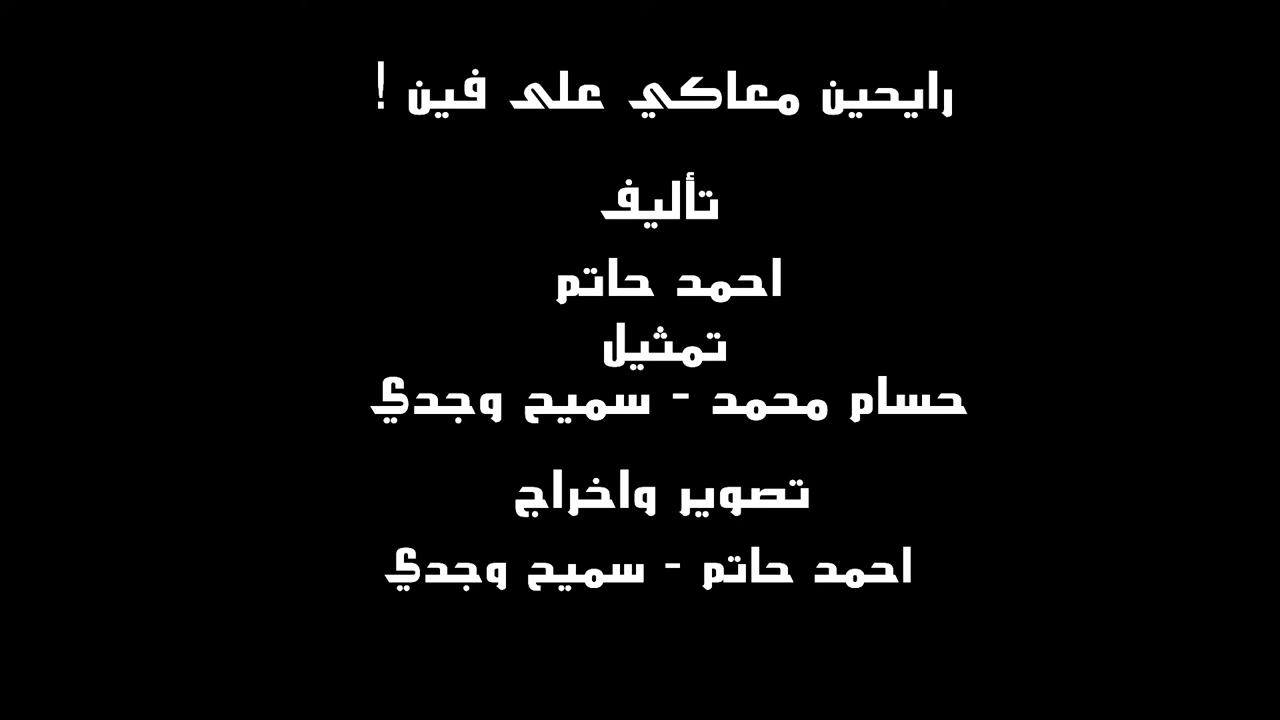 رايحين معاكي على فين !
تأليف
احمد حاتم
تمثيل
حسام محمد - سميح وجدي
تصوير واخراج
احمد حاتم - سميح وجدي